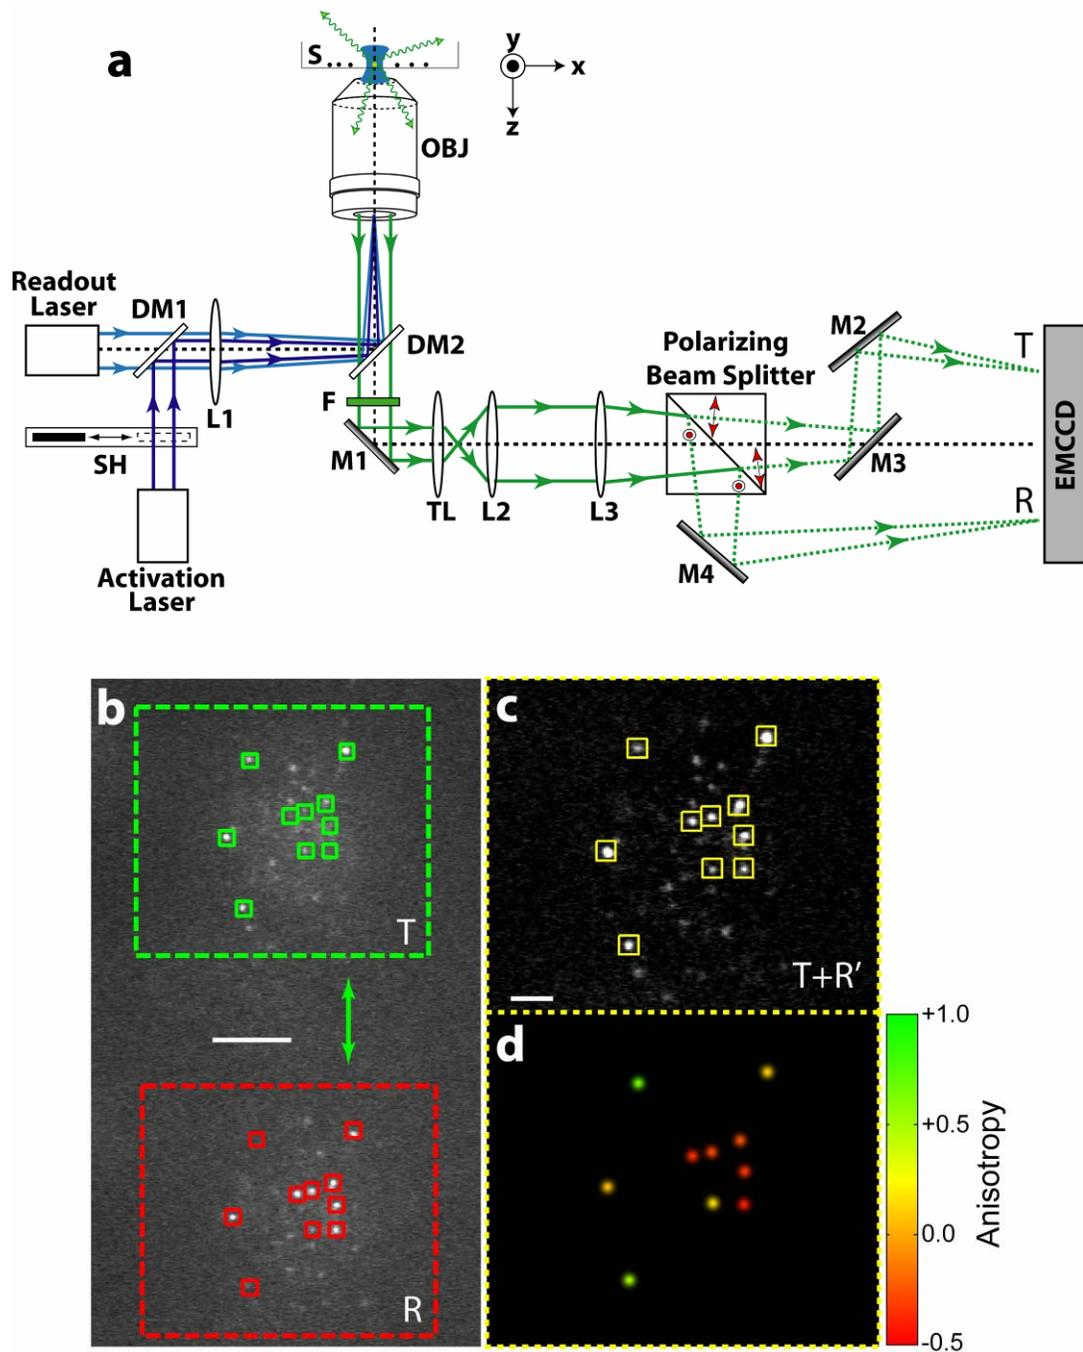 a
S
y
x
z
OBJ
Readout
Laser
DM1
DM2
L1
F
SH
M1
TL
L2
L3
Polarizing
Beam Splitter
M2
M3
M4
T
R
EMCCD
Activation
Laser
b
T
R
c
T+R′
d
+1.0
+0.5
0.0
-0.5
Anisotropy